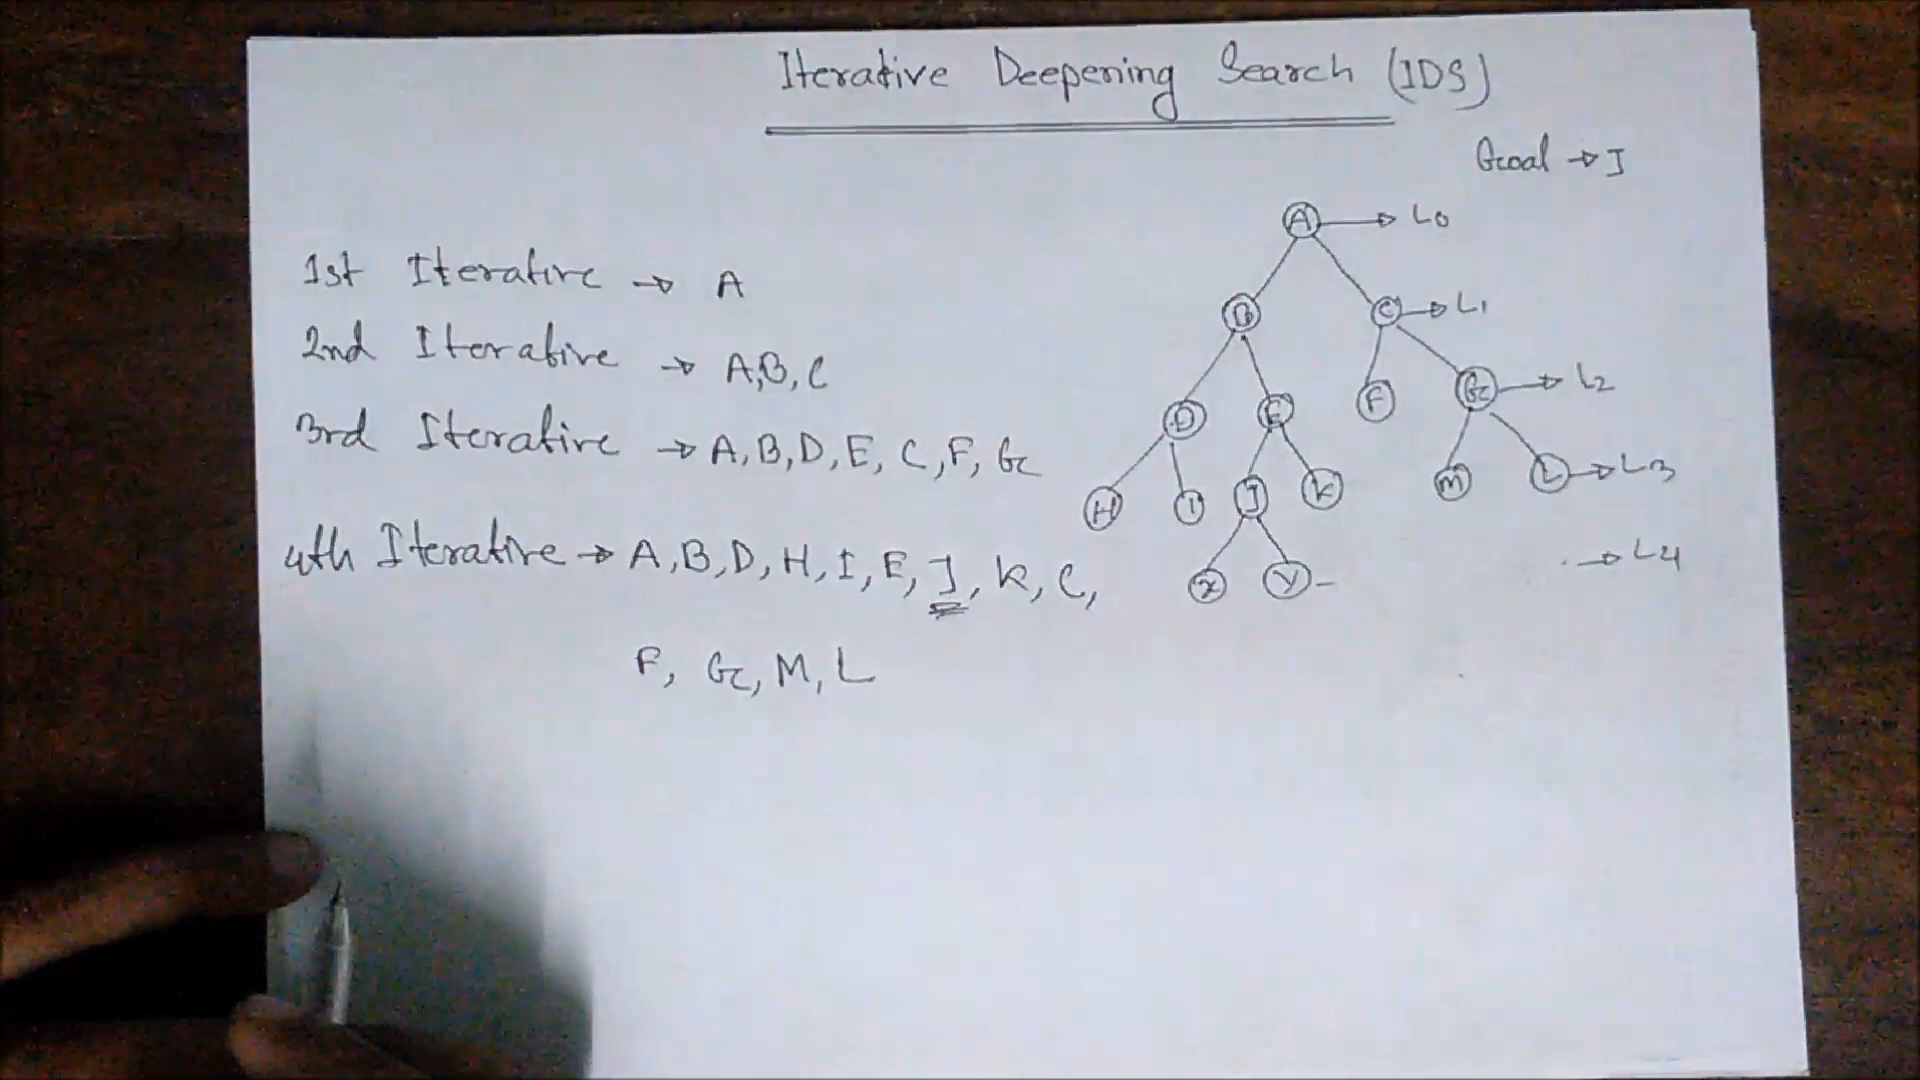 Iterative Deepening Search (IDS)
Goal → J
A → L0
1st Iterative → A
B C → L1
2nd Iterative → A,B,C
D E F G → L2
3rd Iterative → A,B,D,E,C,F,G
H I J K M L → L3
4th Iterative → A,B,D,H,I,E,J,K,C,
X Y → L4
F, G, M, L